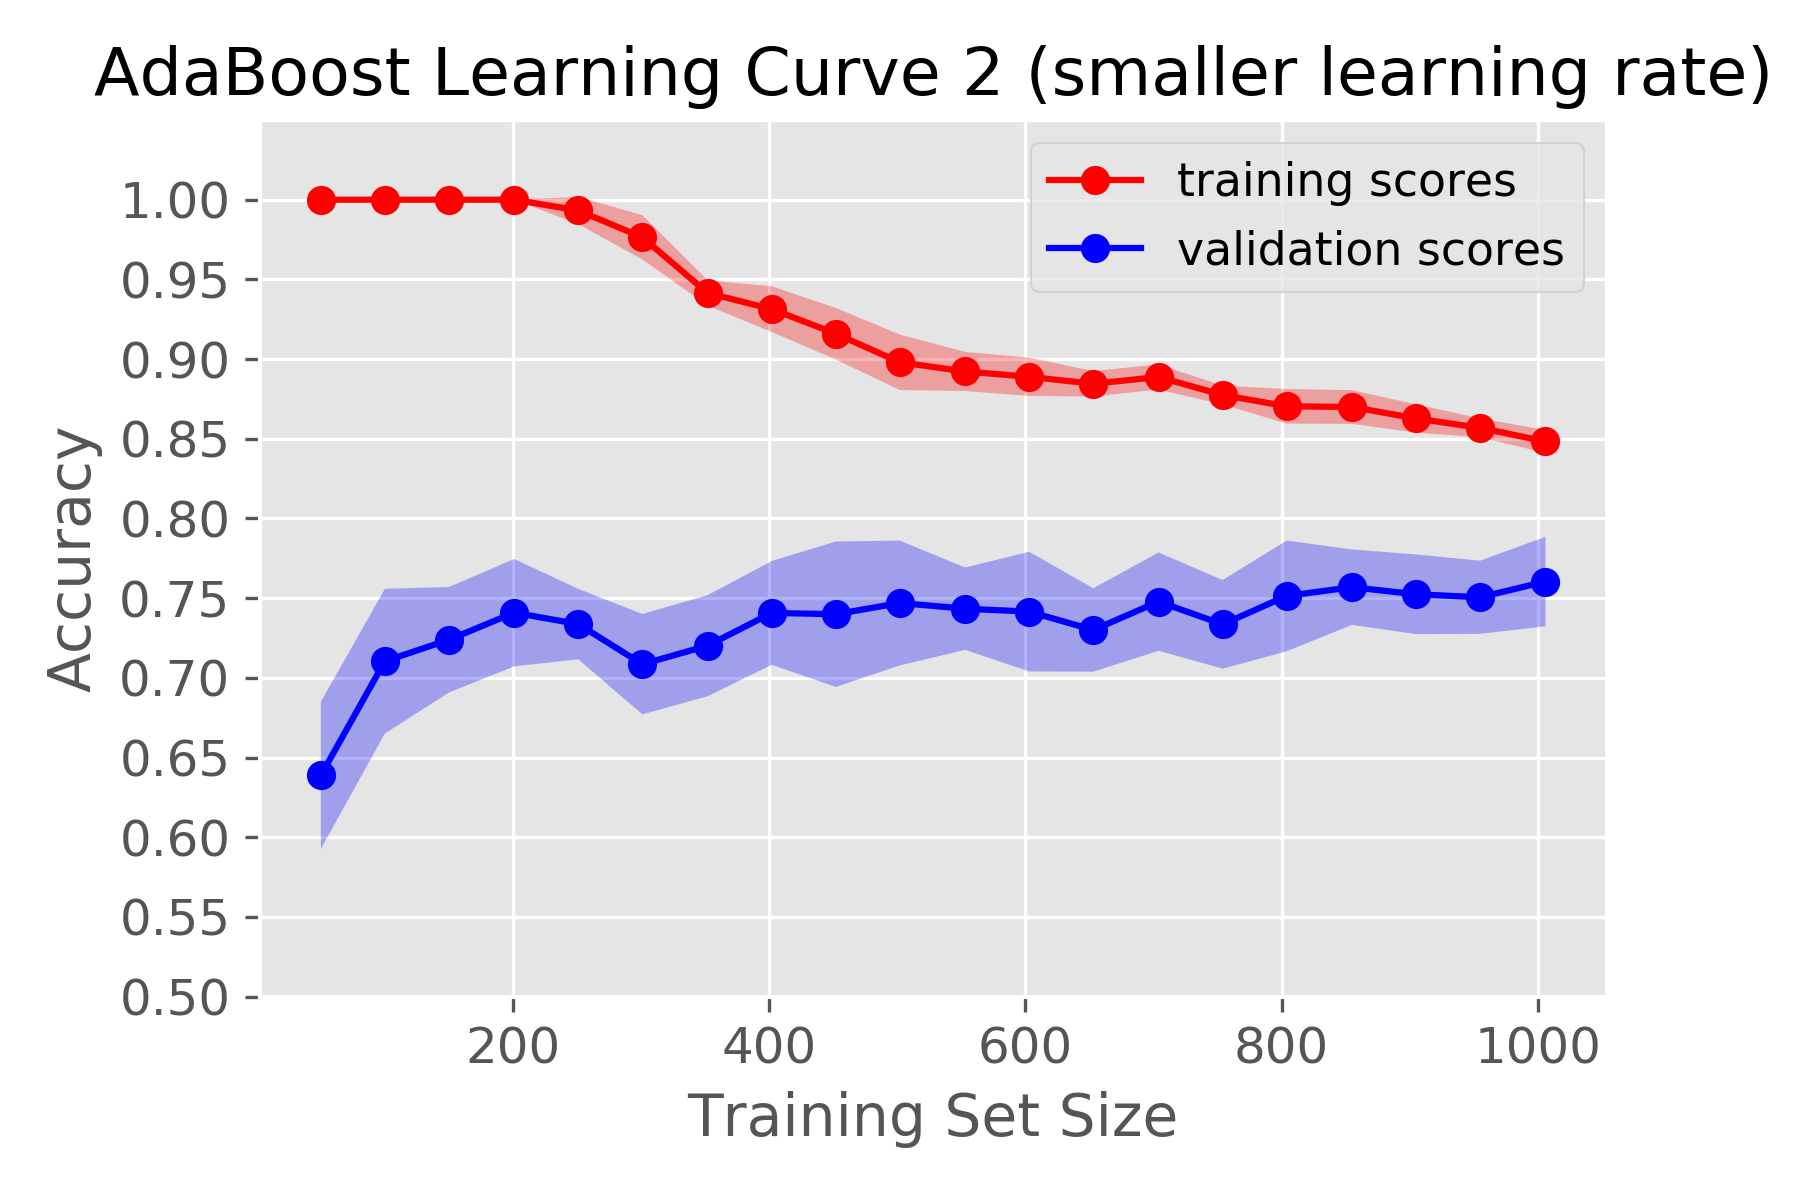 AdaBoost Learning Curve 2 (smaller learning rate)
training scores
validation scores
1.00
0.95
0.90
0.85
0.80
0.75
0.70
0.65
0.60
0.55
0.50
Accuracy
200 400 600 800 1000
Training Set Size